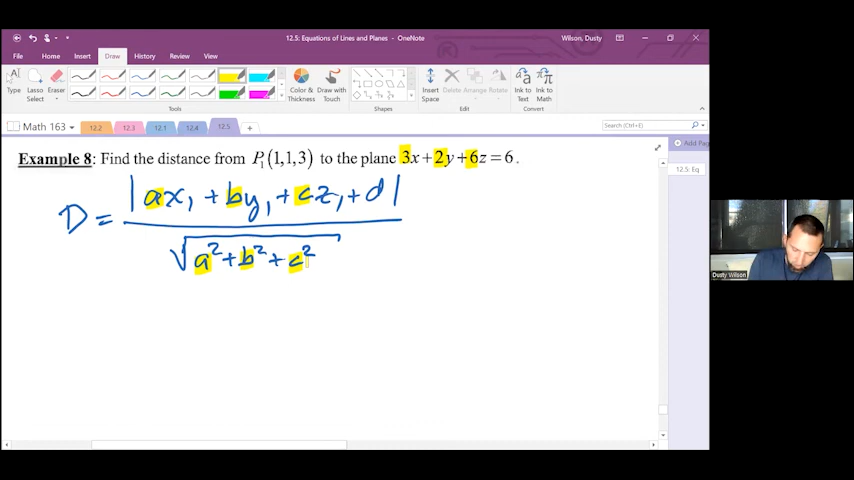 12.5: Equations of Lines and Planes - OneNote
Wilson, Dusty
File Home Insert Draw History Review View
Type Lasso Select Eraser Color & Thickness Draw with Touch Insert Space Delete Arrange Rotate Ink to Text Ink to Math
Tools Shapes Edit Convert
Math 163 12.2 12.3 12.1 12.4 12.5 + Search (Ctrl+E)
Add Page
12.5: Eq
Example 8: Find the distance from P₁(1,1,3) to the plane 3x+2y+6z=6.
D = |ax₁ + by₁ + cz₁ + d|
√a²+b²+c²
Dusty Wilson